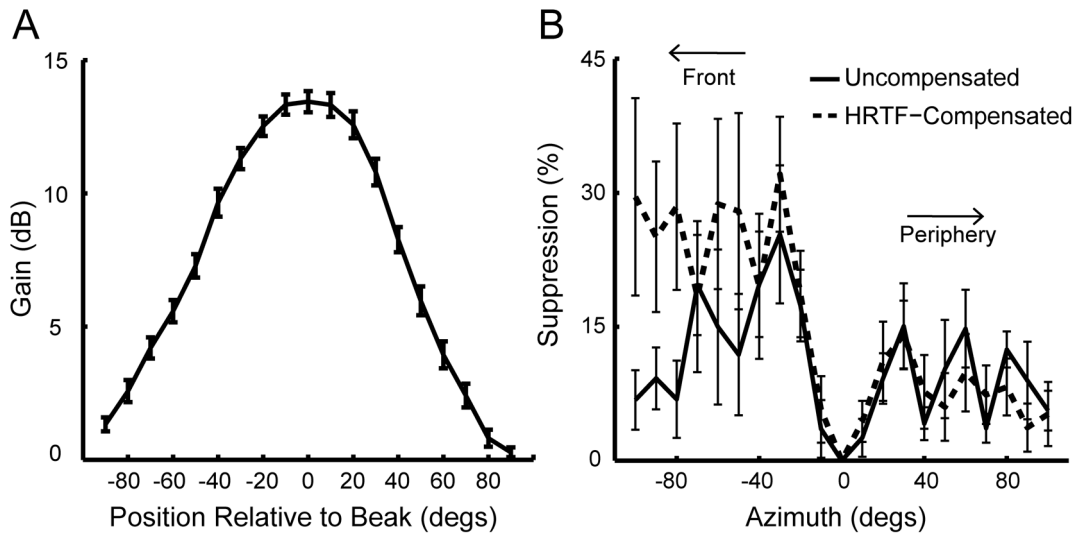 A
15
10
5
0
Gain (dB)
-80 -60 -40 -20 0 20 40 60 80
Position Relative to Beak (degs)
B
45
30
15
0
Suppression (%)
Front
Uncompensated
HRTF-Compensated
Periphery
-80 -40 0 40 80
Azimuth (degs)